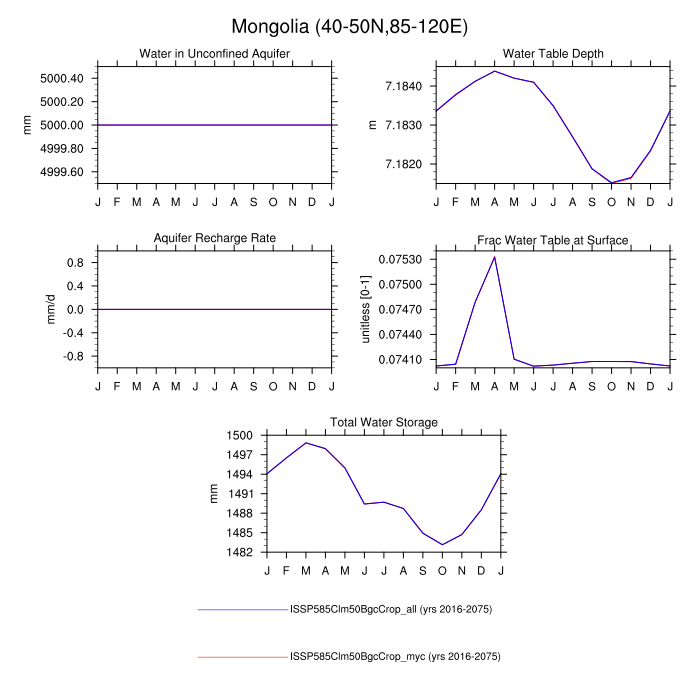 Mongolia (40-50N,85-120E)
Water in Unconfined Aquifer
5000.40
5000.20
5000.00
4999.80
4999.60
mm
J F M A M J J A S O N D J
Water Table Depth
7.1840
7.1830
7.1820
m
J F M A M J J A S O N D J
Aquifer Recharge Rate
0.8
0.4
0.0
-0.4
-0.8
mm/d
J F M A M J J A S O N D J
Frac Water Table at Surface
0.07530
0.07500
0.07470
0.07440
0.07410
unitless [0-1]
J F M A M J J A S O N D J
Total Water Storage
1500
1497
1494
1491
1488
1485
1482
mm
J F M A M J J A S O N D J
ISSP585Clm50BgcCrop_all (yrs 2016-2075)
ISSP585Clm50BgcCrop_myc (yrs 2016-2075)